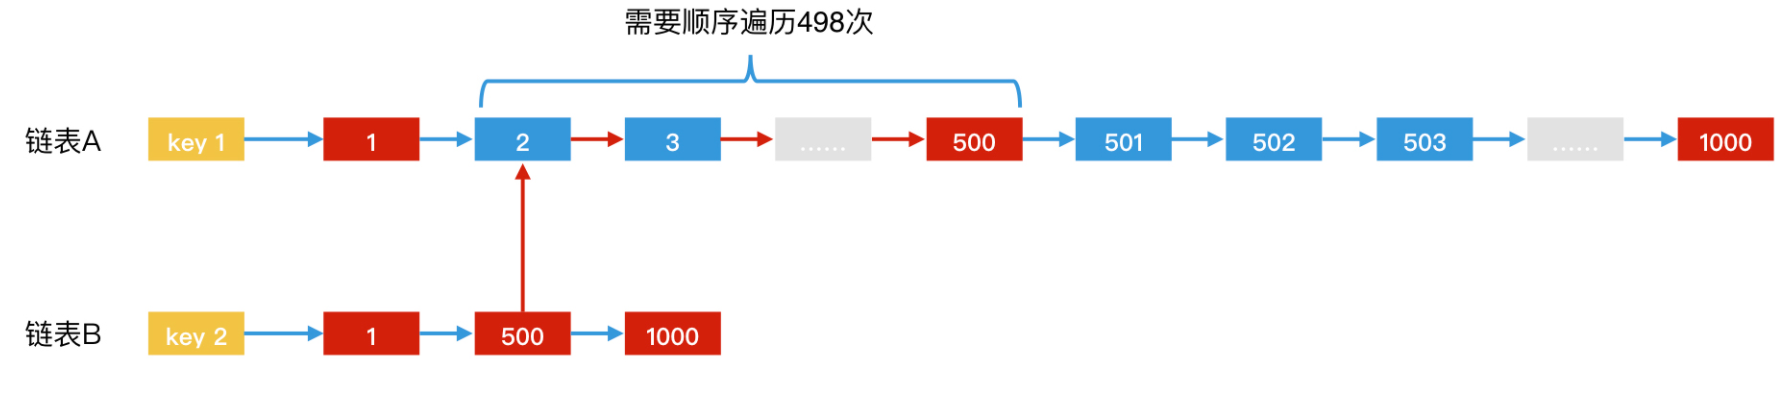 需要顺序遍历498次
链表A key 1 1 2 3 ...... 500 501 502 503 ...... 1000
链表B key 2 1 500 1000